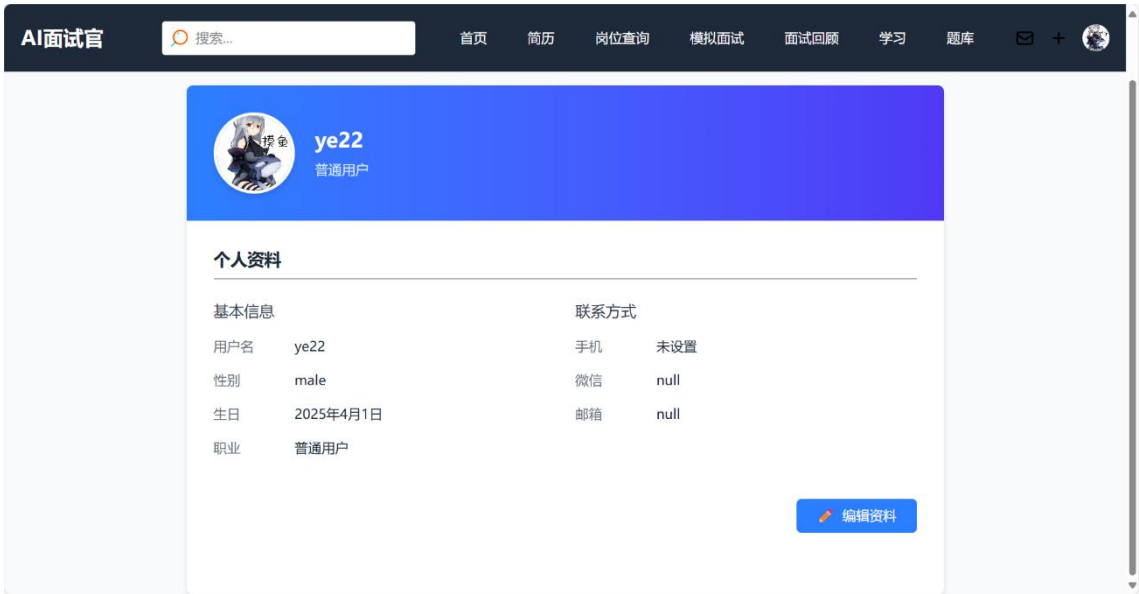 AI面试官 搜索... 首页 简历 岗位查询 模拟面试 面试回顾 学习 题库
摸鱼
ye22
普通用户
个人资料
基本信息
用户名 ye22
性别 male
生日 2025年4月1日
职业 普通用户
联系方式
手机 未设置
微信 null
邮箱 null
编辑资料